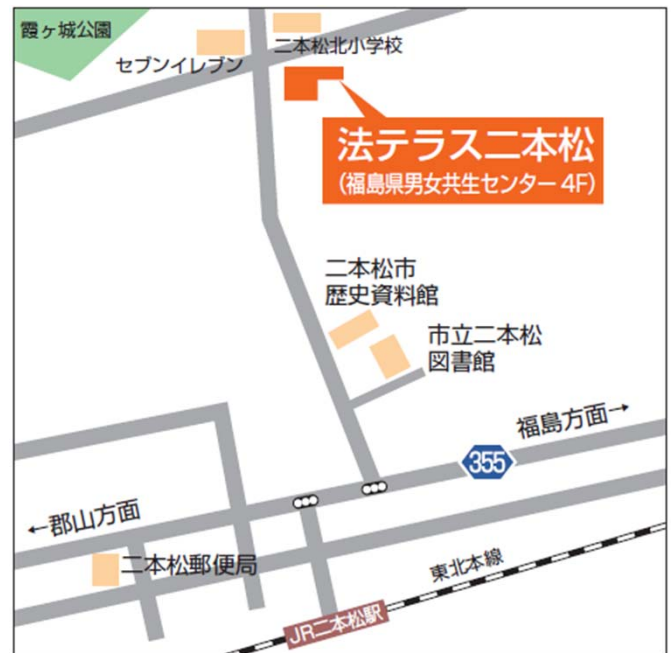 霞ヶ城公園
セブンイレブン
二本松北小学校
法テラス二本松
(福島県男女共生センター4F)
二本松市
歴史資料館
市立二本松
図書館
福島方面→
355
←郡山方面
二本松郵便局
東北本線
JR二本松駅